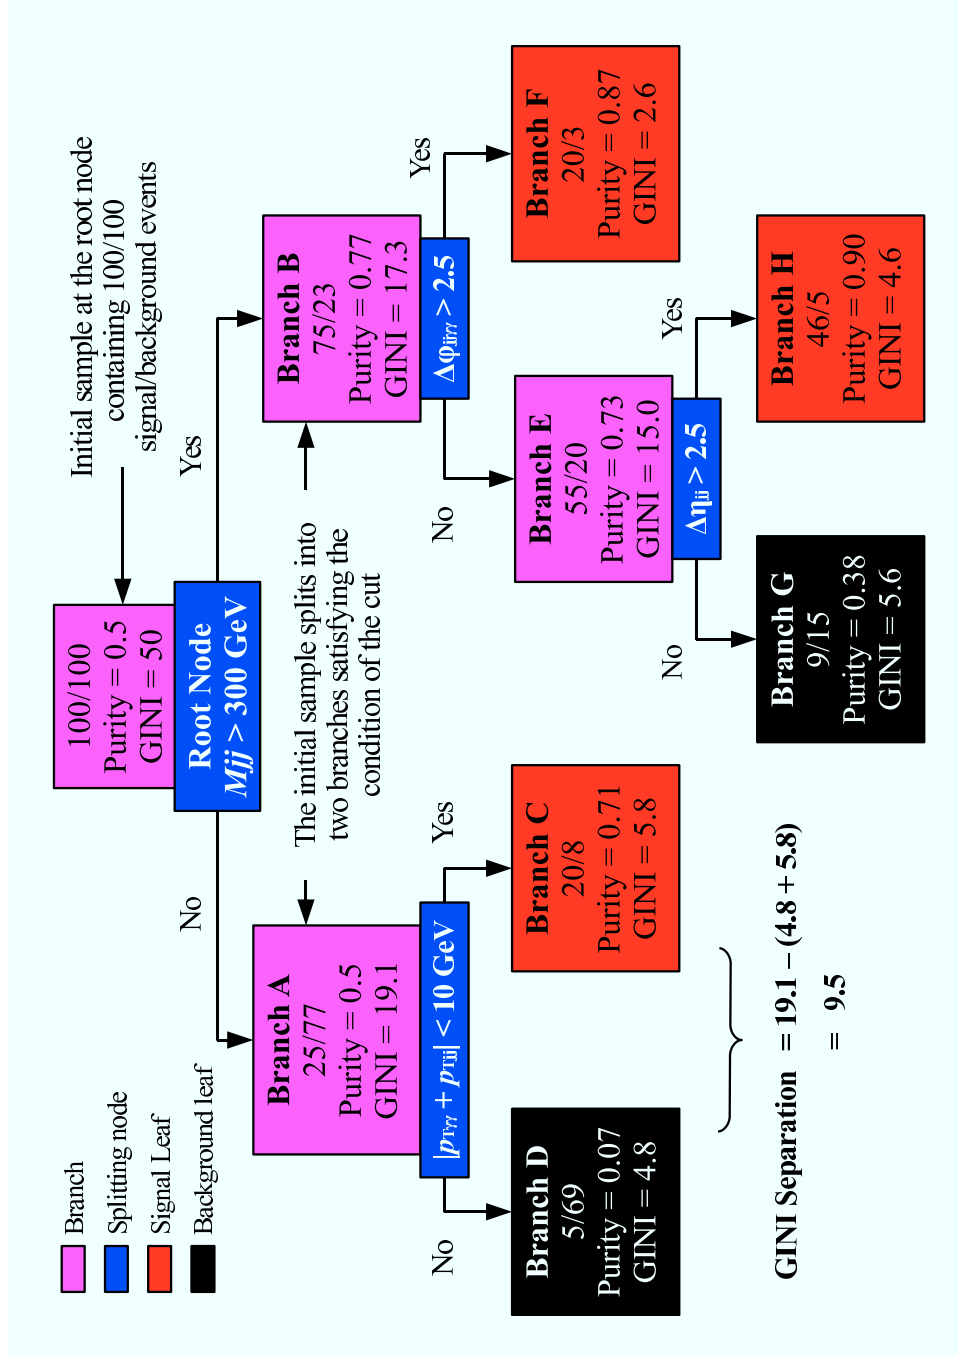 Branch
Splitting node
Signal Leaf
Background leaf
Initial sample at the root node
containing 100/100
signal/background events
100/100
Purity = 0.5
GINI = 50
Root Node
Mjj > 300 GeV
No
Yes
The initial sample splits into
two branches satisfying the
condition of the cut
Branch A
25/77
Purity = 0.5
GINI = 19.1
|pTγγ + pTjj| < 10 GeV
Branch B
75/23
Purity = 0.77
GINI = 17.3
Δφjjγγ > 2.5
No
Yes
No
Yes
Branch D
5/69
Purity = 0.07
GINI = 4.8
Branch C
20/8
Purity = 0.71
GINI = 5.8
Branch E
55/20
Purity = 0.73
GINI = 15.0
Δηjj > 2.5
Branch F
20/3
Purity = 0.87
GINI = 2.6
No
Yes
Branch G
9/15
Purity = 0.38
GINI = 5.6
Branch H
46/5
Purity = 0.90
GINI = 4.6
GINI Separation = 19.1 – (4.8 + 5.8)
= 9.5